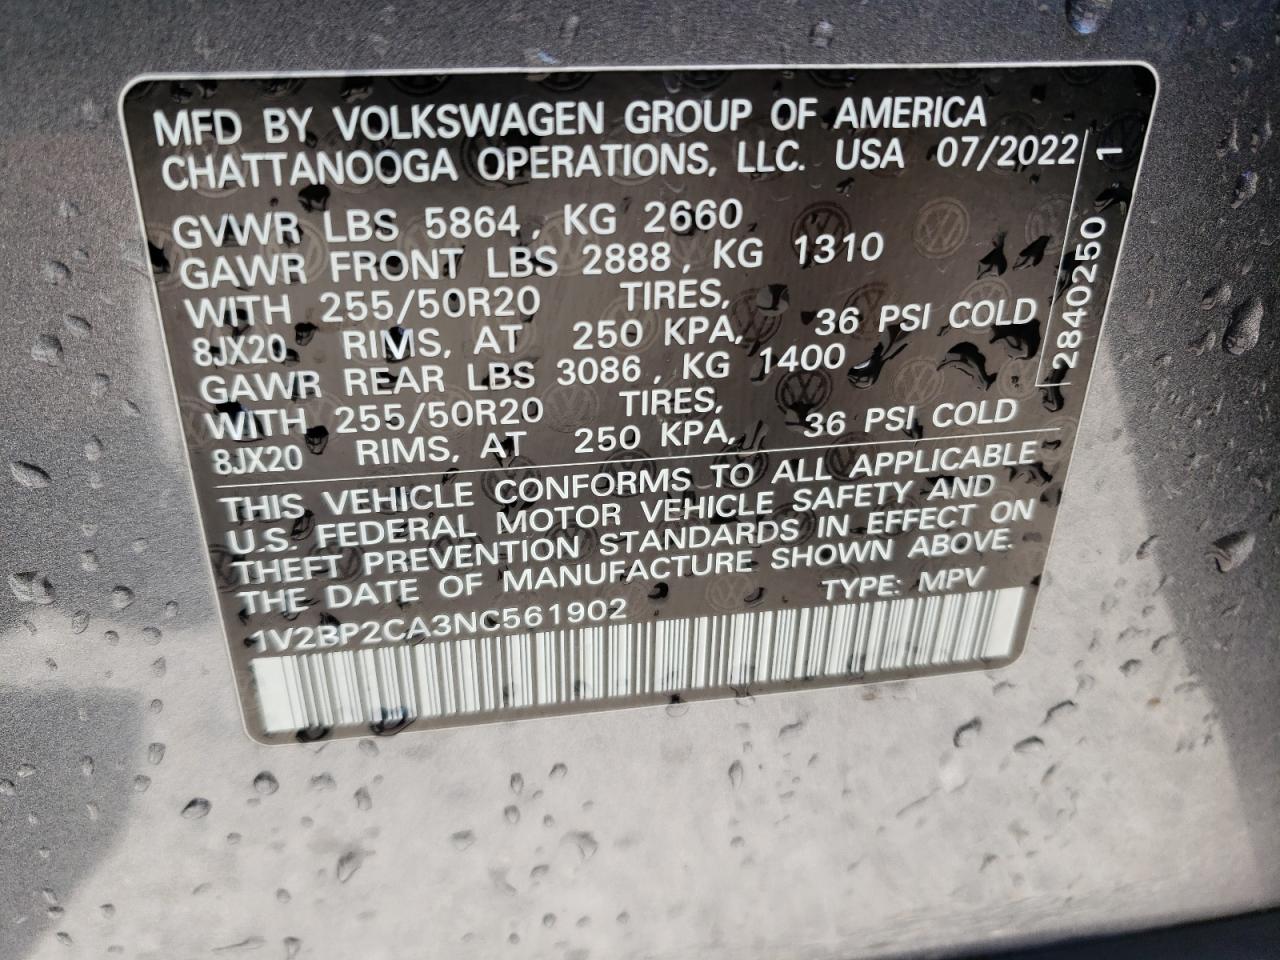 MFD BY VOLKSWAGEN GROUP OF AMERICA
CHATTANOOGA OPERATIONS, LLC. USA 07/2022
GVWR LBS 5864, KG 2660
GAWR FRONT LBS 2888, KG 1310
WITH 255/50R20 TIRES,
8JX20 RIMS, AT 250 KPA, 36 PSI COLD
GAWR REAR LBS 3086, KG 1400
WITH 255/50R20 TIRES,
8JX20 RIMS, AT 250 KPA, 36 PSI COLD
THIS VEHICLE CONFORMS TO ALL APPLICABLE
U.S. FEDERAL MOTOR VEHICLE SAFETY AND
THEFT PREVENTION STANDARDS IN EFFECT ON
THE DATE OF MANUFACTURE SHOWN ABOVE.
1V2BP2CA3NC561902 TYPE: MPV
2840250 1